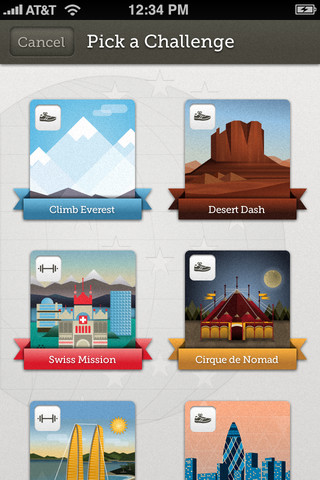 AT&T 12:34 PM
Cancel Pick a Challenge
Climb Everest Desert Dash
Swiss Mission Cirque de Nomad